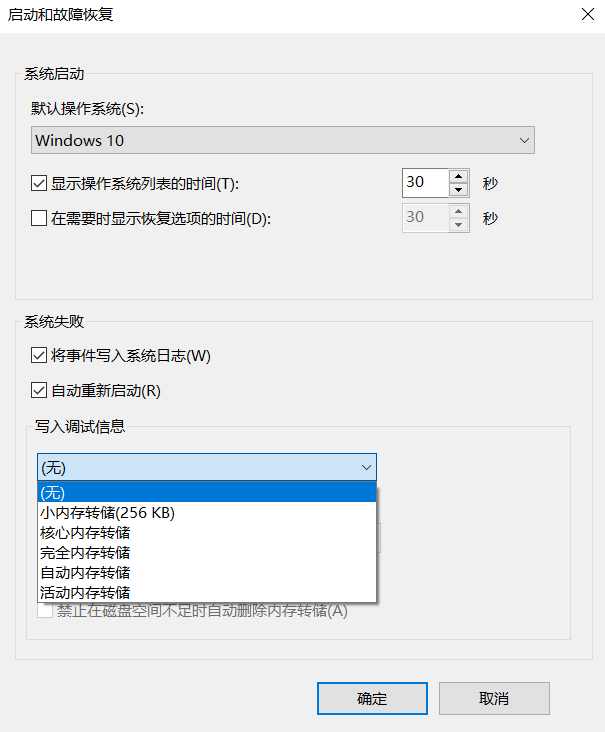 启动和故障恢复
系统启动
默认操作系统(S):
Windows 10
显示操作系统列表的时间(T): 30 秒
在需要时显示恢复选项的时间(D): 30 秒
系统失败
将事件写入系统日志(W)
自动重新启动(R)
写入调试信息
(无)
(无)
小内存转储(256 KB)
核心内存转储
完全内存转储
自动内存转储
活动内存转储
禁止在磁盘空间不足时自动删除内存转储(A)
确定 取消